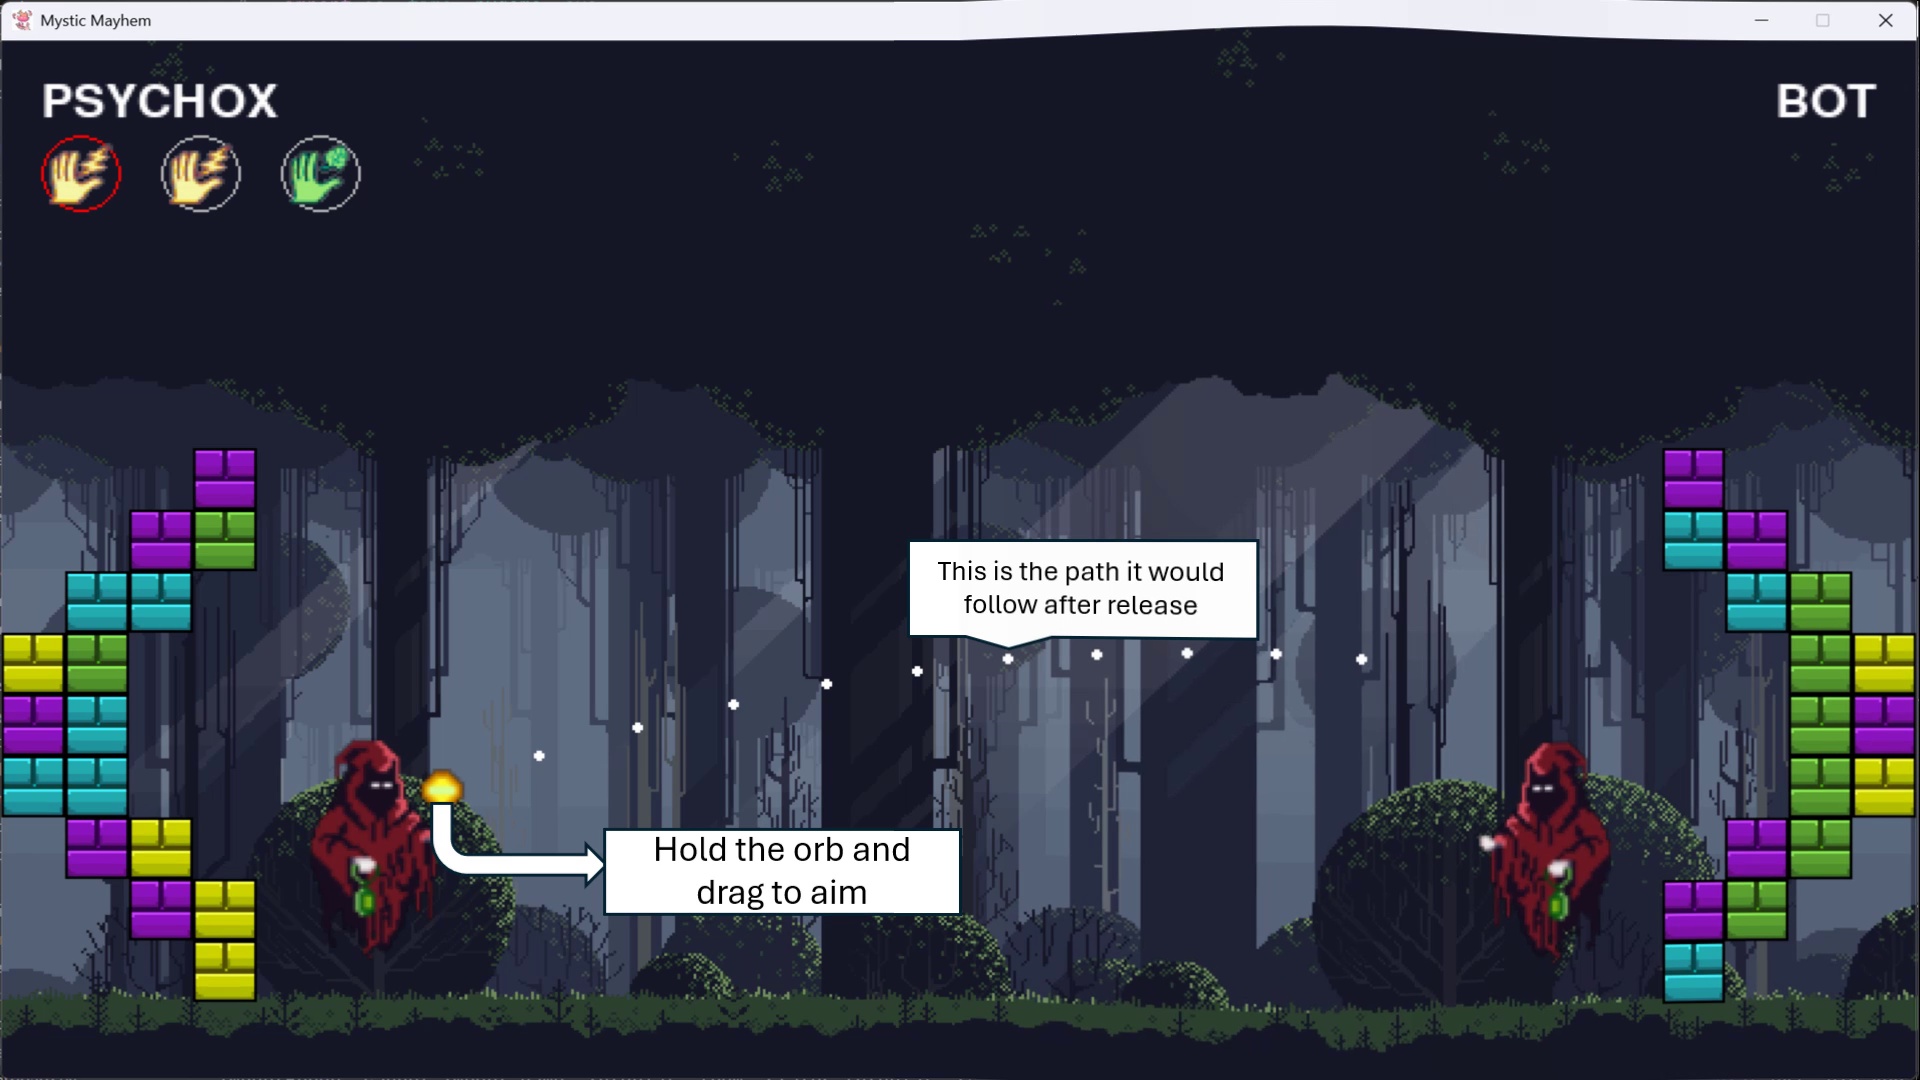 Mystic Mayhem
PSYCHOX
BOT
This is the path it would
follow after release
Hold the orb and
drag to aim